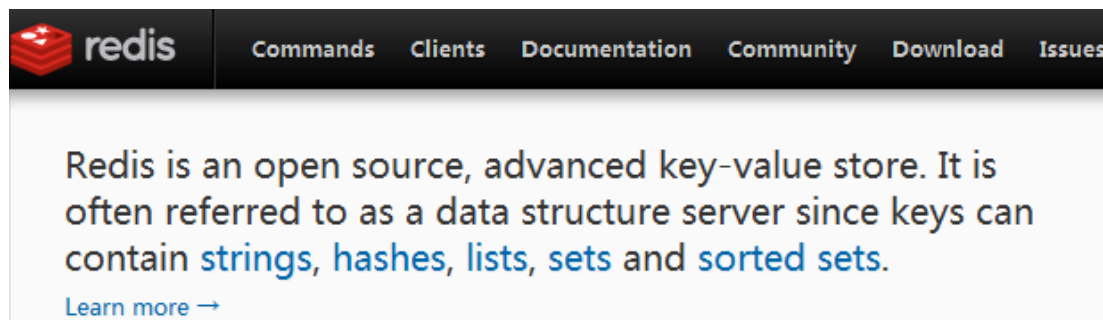 redis Commands Clients Documentation Community Download Issues
Redis is an open source, advanced key-value store. It is
often referred to as a data structure server since keys can
contain strings, hashes, lists, sets and sorted sets.
Learn more →